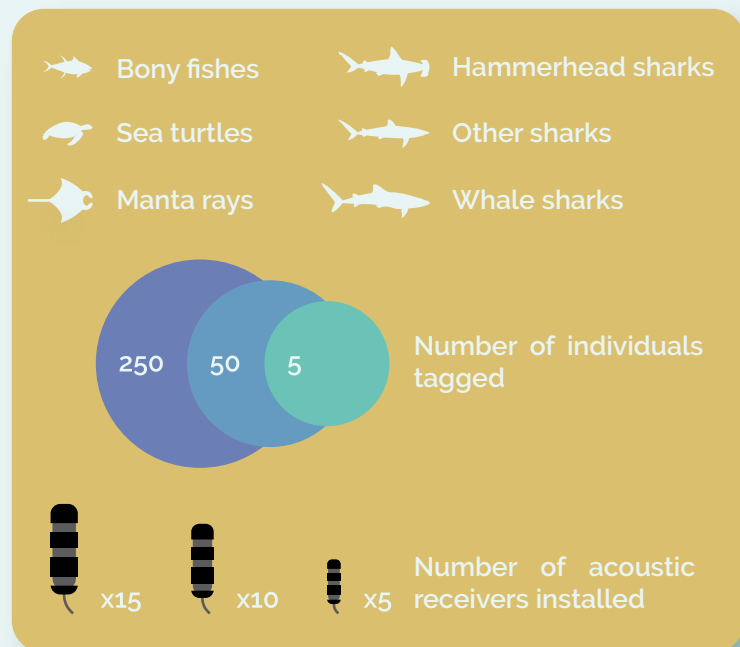 Bony fishes
Hammerhead sharks
Sea turtles
Other sharks
Manta rays
Whale sharks
250
50
5
Number of individuals
tagged
x15
x10
x5
Number of acoustic
receivers installed